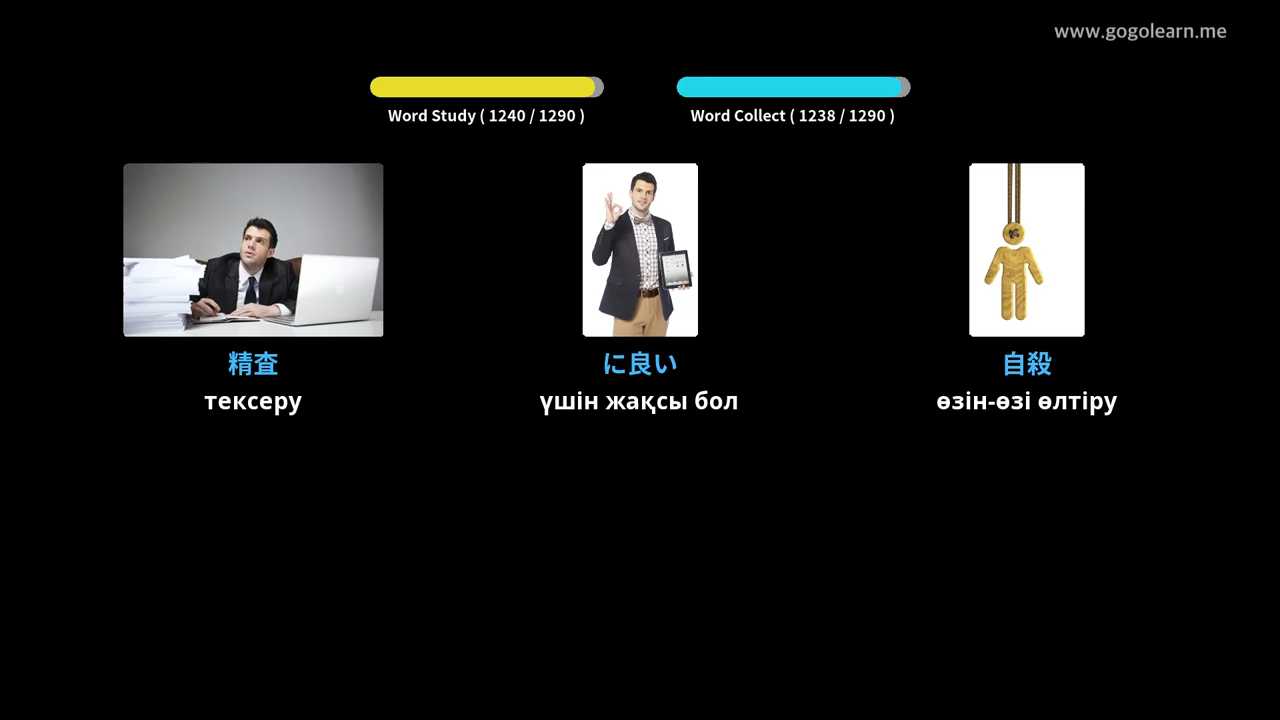 www.gogolearn.me
Word Study ( 1240 / 1290 )
Word Collect ( 1238 / 1290 )
精査
тексеру
に良い
үшін жақсы бол
自殺
өзін-өзі өлтіру